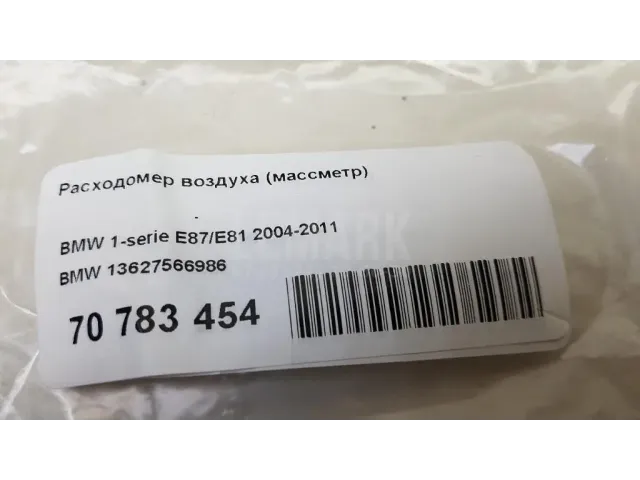 Расходомер воздуха (массметр)
BMW 1-serie E87/E81 2004-2011
BMW 13627566986
70 783 454